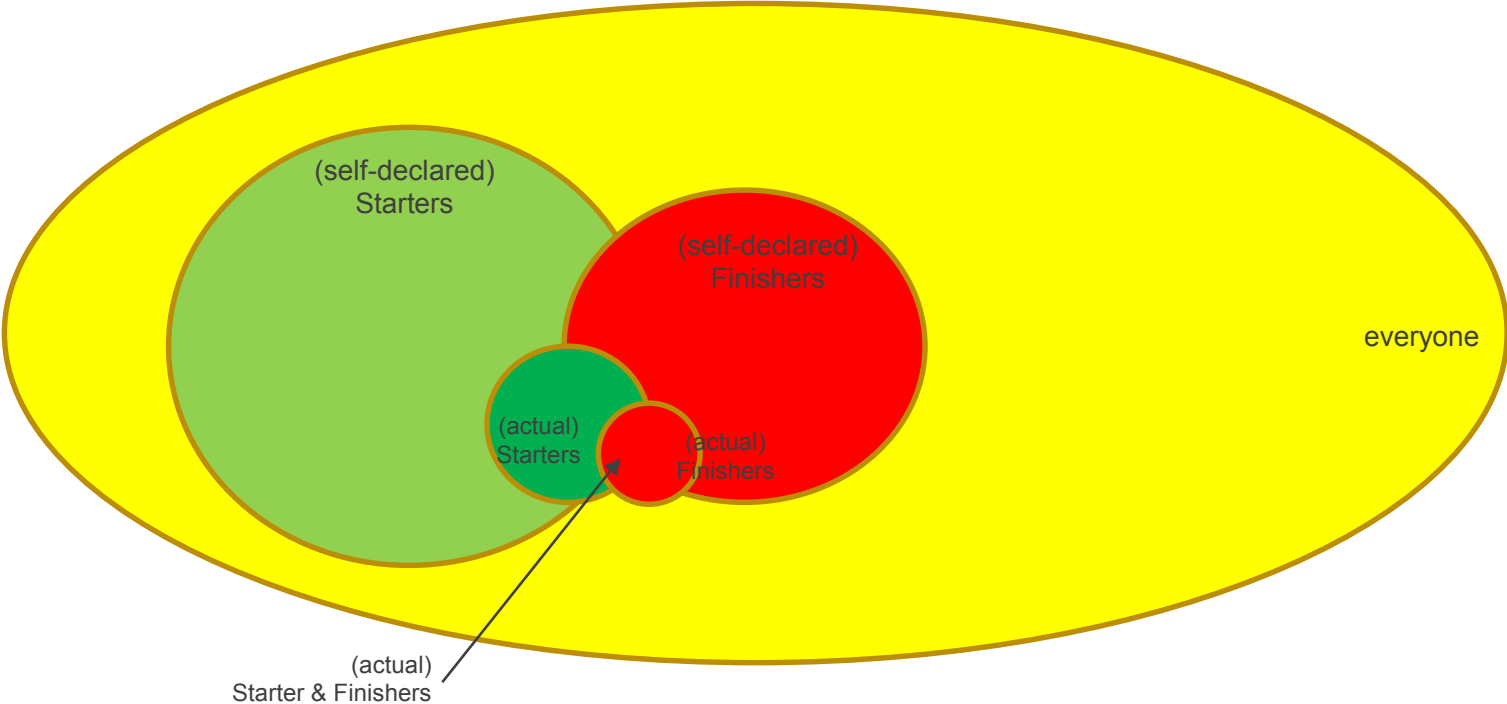 (self-declared)
Starters
(self-declared)
Finishers
everyone
(actual)
Starters
(actual)
Finishers
(actual)
Starter & Finishers